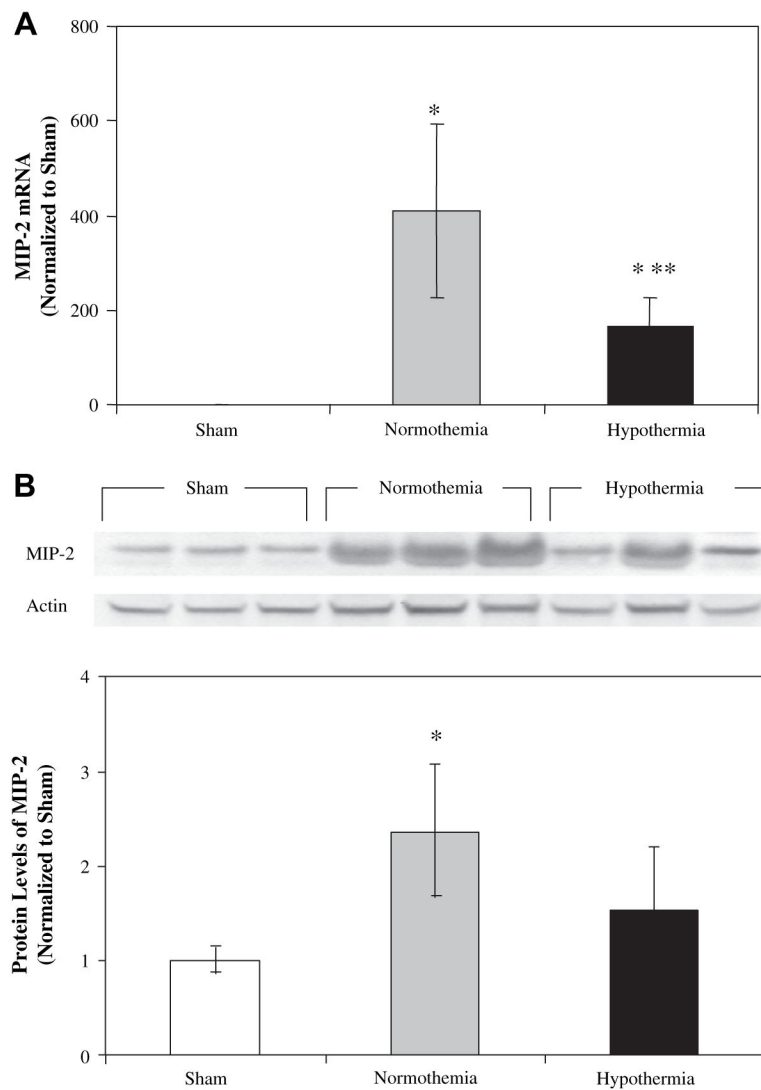 A
MIP-2 mRNA
(Normalized to Sham)
800
600
400
200
0
*
* **
Sham Normothemia Hypothermia
B
Sham Normothemia Hypothermia
MIP-2
Actin
Protein Levels of MIP-2
(Normalized to Sham)
4
3
2
1
0
*
Sham Normothemia Hypothermia